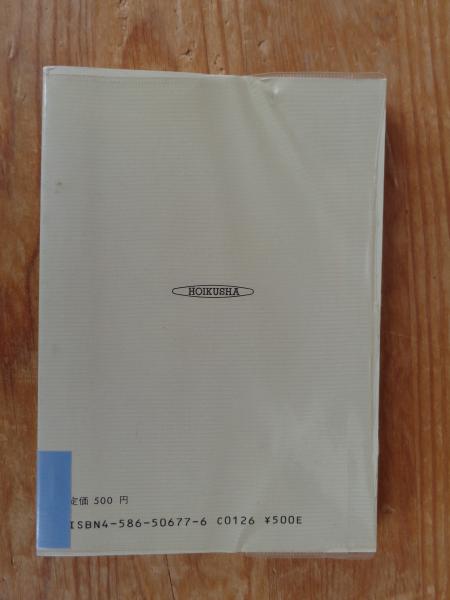 HOIKUSHA
定価 500 円
ISBN4-586-50677-6 C0126 ¥500E